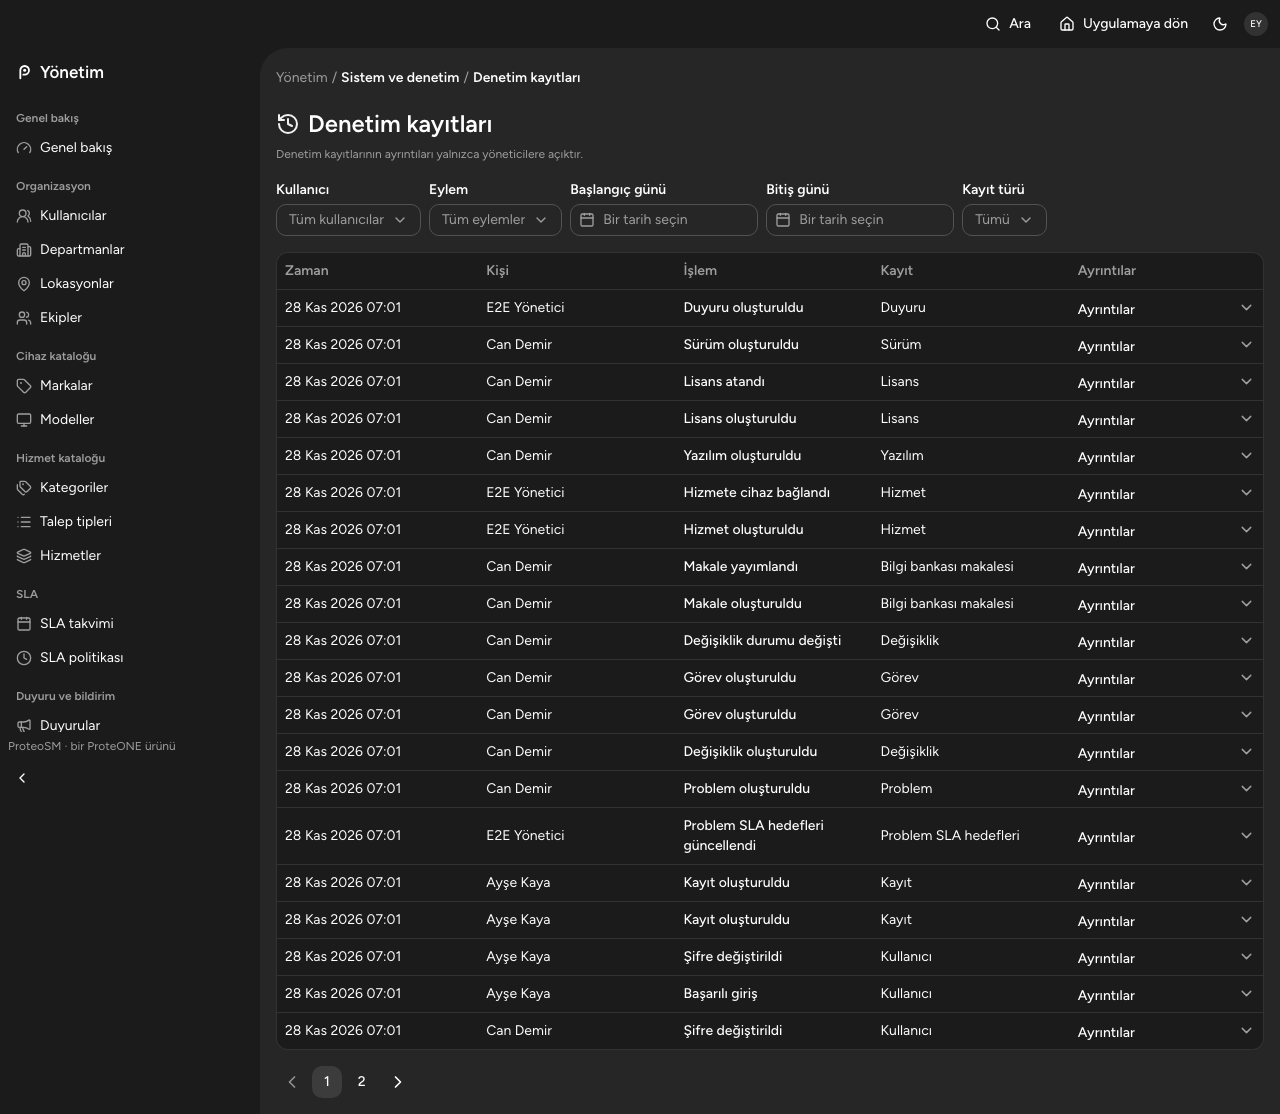 Ara
Uygulamaya dön
EY
Yönetim
Genel bakış
Genel bakış
Organizasyon
Kullanıcılar
Departmanlar
Lokasyonlar
Ekipler
Cihaz kataloğu
Markalar
Modeller
Hizmet kataloğu
Kategoriler
Talep tipleri
Hizmetler
SLA
SLA takvimi
SLA politikası
Duyuru ve bildirim
Duyurular
ProteoSM · bir ProteONE ürünü
Yönetim / Sistem ve denetim / Denetim kayıtları
Denetim kayıtları
Denetim kayıtlarının ayrıntıları yalnızca yöneticilere açıktır.
Kullanıcı Eylem Başlangıç günü Bitiş günü Kayıt türü
Tüm kullanıcılar Tüm eylemler Bir tarih seçin Bir tarih seçin Tümü
Zaman Kişi İşlem Kayıt Ayrıntılar
28 Kas 2026 07:01 E2E Yönetici Duyuru oluşturuldu Duyuru Ayrıntılar
28 Kas 2026 07:01 Can Demir Sürüm oluşturuldu Sürüm Ayrıntılar
28 Kas 2026 07:01 Can Demir Lisans atandı Lisans Ayrıntılar
28 Kas 2026 07:01 Can Demir Lisans oluşturuldu Lisans Ayrıntılar
28 Kas 2026 07:01 Can Demir Yazılım oluşturuldu Yazılım Ayrıntılar
28 Kas 2026 07:01 E2E Yönetici Hizmete cihaz bağlandı Hizmet Ayrıntılar
28 Kas 2026 07:01 E2E Yönetici Hizmet oluşturuldu Hizmet Ayrıntılar
28 Kas 2026 07:01 Can Demir Makale yayımlandı Bilgi bankası makalesi Ayrıntılar
28 Kas 2026 07:01 Can Demir Makale oluşturuldu Bilgi bankası makalesi Ayrıntılar
28 Kas 2026 07:01 Can Demir Değişiklik durumu değişti Değişiklik Ayrıntılar
28 Kas 2026 07:01 Can Demir Görev oluşturuldu Görev Ayrıntılar
28 Kas 2026 07:01 Can Demir Görev oluşturuldu Görev Ayrıntılar
28 Kas 2026 07:01 Can Demir Değişiklik oluşturuldu Değişiklik Ayrıntılar
28 Kas 2026 07:01 Can Demir Problem oluşturuldu Problem Ayrıntılar
28 Kas 2026 07:01 E2E Yönetici Problem SLA hedefleri güncellendi Problem SLA hedefleri Ayrıntılar
28 Kas 2026 07:01 Ayşe Kaya Kayıt oluşturuldu Kayıt Ayrıntılar
28 Kas 2026 07:01 Ayşe Kaya Kayıt oluşturuldu Kayıt Ayrıntılar
28 Kas 2026 07:01 Ayşe Kaya Şifre değiştirildi Kullanıcı Ayrıntılar
28 Kas 2026 07:01 Ayşe Kaya Başarılı giriş Kullanıcı Ayrıntılar
28 Kas 2026 07:01 Can Demir Şifre değiştirildi Kullanıcı Ayrıntılar
1 2